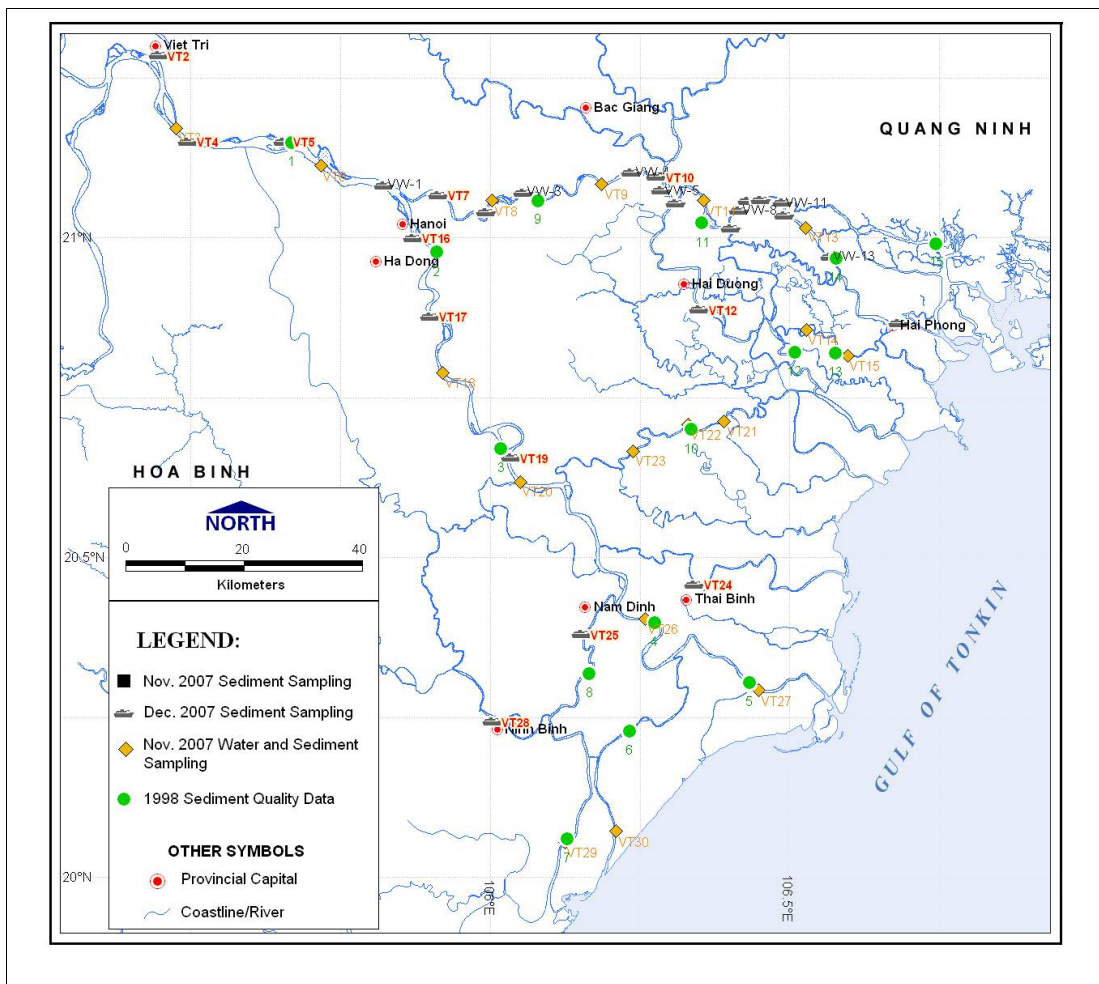 Viet Tri
VT2
Bac Giang
QUANG NINH
VT4
VT5
1
VW-1
VT7
VT8
VW-3
9
VT9
VT10
VW-5
VW-11
VW-8
11
VT13
15
Hanoi
VT16
21°N
2
Ha Dong
VW-13
14
Hai Duong
VT12
VT17
Hai Phong
VT14
12
13
VT15
VT18
VT22
VT21
10
3
VT19
VT23
HOA BINH
VT20
NORTH
0 20 40
Kilometers
20.5°N
VT24
Thai Binh
Nam Dinh
VT26
4
VT25
8
5
VT27
VT28
Ninh Binh
6
GULF OF TONKIN
LEGEND:
Nov. 2007 Sediment Sampling
Dec. 2007 Sediment Sampling
Nov. 2007 Water and Sediment
Sampling
1998 Sediment Quality Data
OTHER SYMBOLS
Provincial Capital
Coastline/River
VT30
VT29
7
20°N
106°E
106.5°E